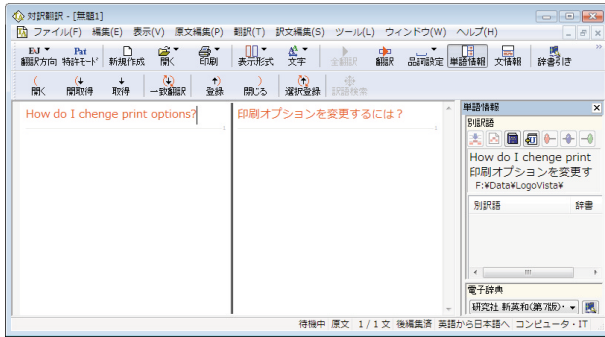 対訳翻訳 - [無題1]
ファイル(F) 編集(E) 表示(V) 原文編集(P) 翻訳(T) 訳文編集(S) ツール(L) ウィンドウ(W) ヘルプ(H)
EJ Pat
翻訳方向 特許モード 新規作成 開く 印刷 表示形式 文字 全翻訳 翻訳 品詞設定 単語情報 文情報 辞書引き
開く 開取得 取得 一致翻訳 登録 閉じる 選択登録 訳語検索
How do I chenge print options?
印刷オプションを変更するには？
単語情報
別訳語
How do I chenge print
印刷オプションを変更す
F:¥Data¥LogoVista¥
別訳語 辞書
電子辞典
研究社 新英和(第7版)・
待機中 原文 1 / 1 文 後編集済 英語から日本語へ コンピュータ・IT